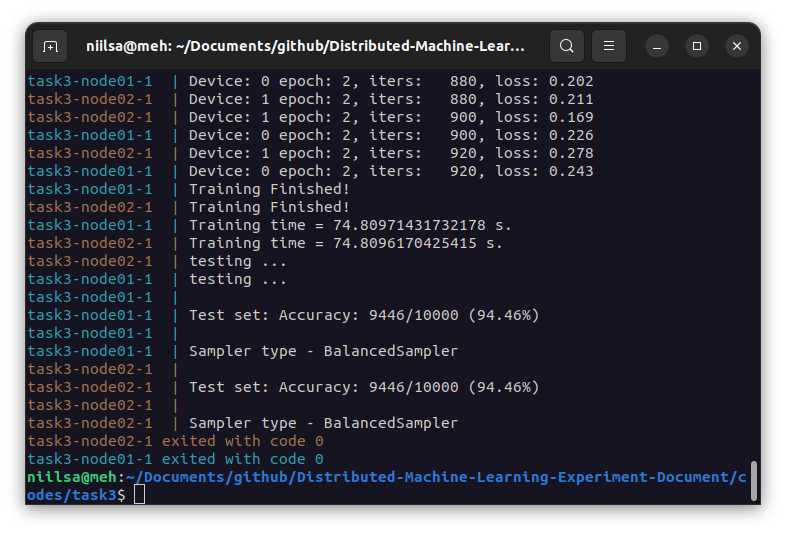 niilsa@meh: ~/Documents/github/Distributed-Machine-Lear...
task3-node01-1  | Device: 0 epoch: 2, iters:   880, loss: 0.202
task3-node02-1  | Device: 1 epoch: 2, iters:   880, loss: 0.211
task3-node02-1  | Device: 1 epoch: 2, iters:   900, loss: 0.169
task3-node01-1  | Device: 0 epoch: 2, iters:   900, loss: 0.226
task3-node02-1  | Device: 1 epoch: 2, iters:   920, loss: 0.278
task3-node01-1  | Device: 0 epoch: 2, iters:   920, loss: 0.243
task3-node01-1  | Training Finished!
task3-node02-1  | Training Finished!
task3-node01-1  | Training time = 74.80971431732178 s.
task3-node02-1  | Training time = 74.8096170425415 s.
task3-node02-1  | testing ...
task3-node01-1  | testing ...
task3-node01-1  |
task3-node01-1  | Test set: Accuracy: 9446/10000 (94.46%)
task3-node01-1  |
task3-node01-1  | Sampler type - BalancedSampler
task3-node02-1  |
task3-node02-1  | Test set: Accuracy: 9446/10000 (94.46%)
task3-node02-1  |
task3-node02-1  | Sampler type - BalancedSampler
task3-node02-1 exited with code 0
task3-node01-1 exited with code 0
niilsa@meh:~/Documents/github/Distributed-Machine-Learning-Experiment-Document/c
odes/task3$